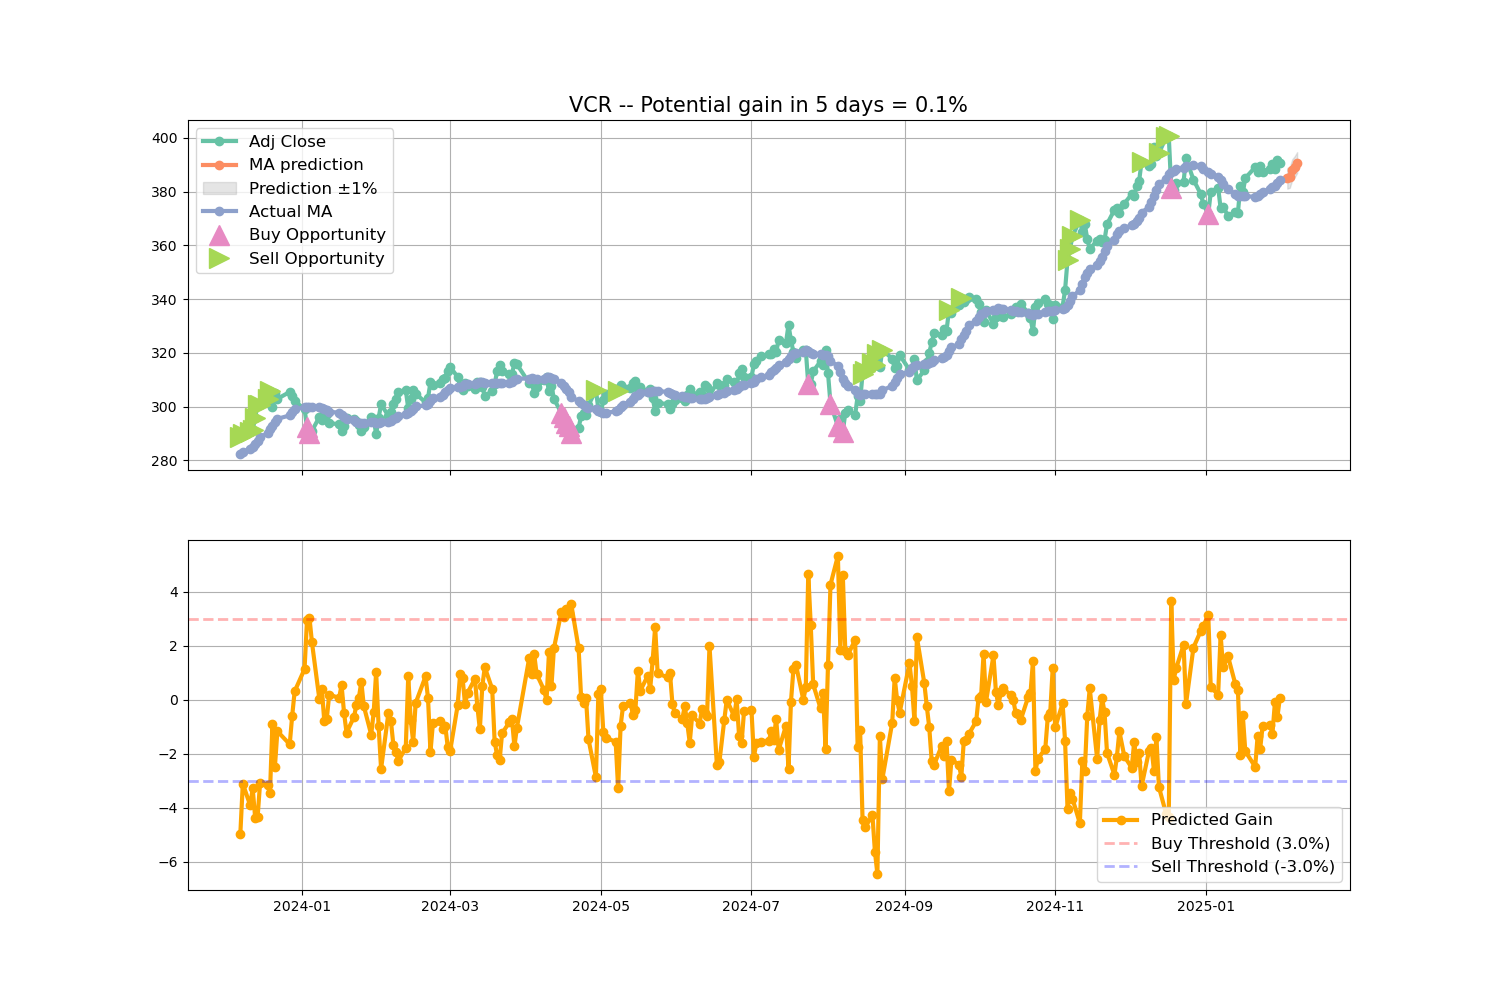 VCR -- Potential gain in 5 days = 0.1%
400
380
360
340
320
300
280
Adj Close
MA prediction
Prediction ±1%
Actual MA
Buy Opportunity
Sell Opportunity
4
2
0
−2
−4
−6
Predicted Gain
Buy Threshold (3.0%)
Sell Threshold (-3.0%)
2024-01 2024-03 2024-05 2024-07 2024-09 2024-11 2025-01